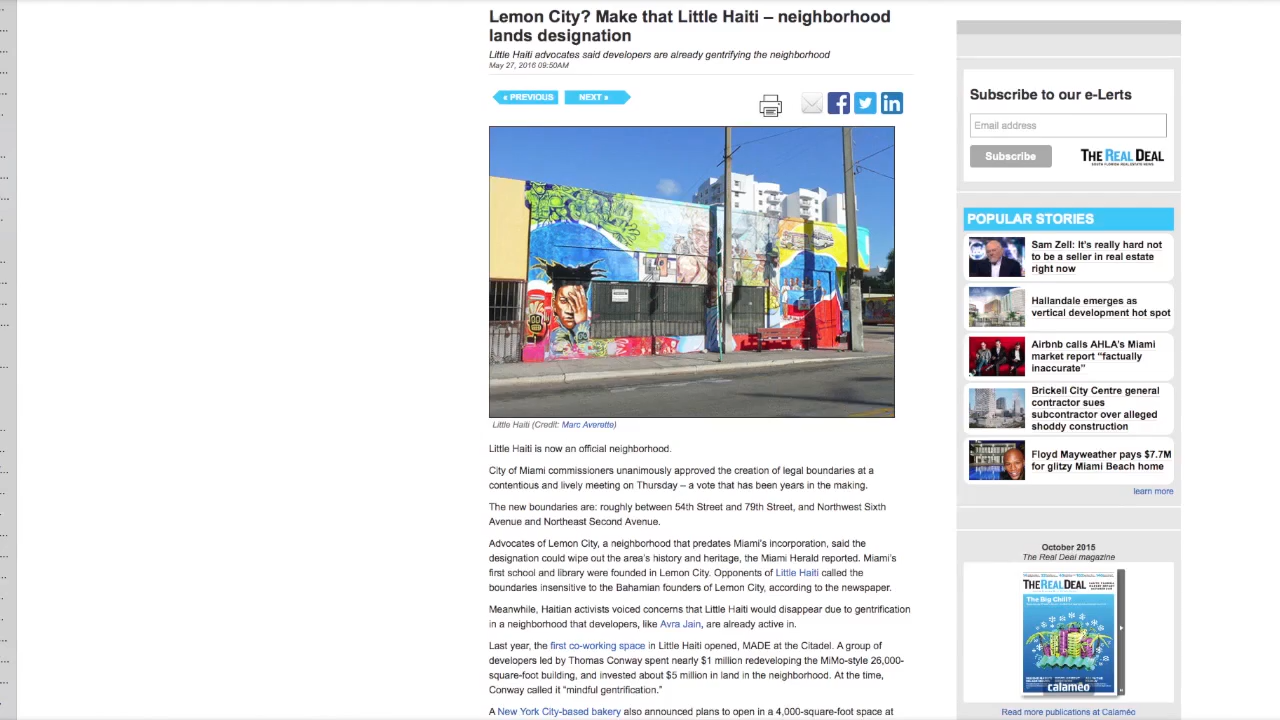 Lemon City? Make that Little Haiti – neighborhood
lands designation
Little Haiti advocates said developers are already gentrifying the neighborhood
May 27, 2016 09:50AM
« PREVIOUS
NEXT »
Little Haiti (Credit: Marc Averette)
Little Haiti is now an official neighborhood.
City of Miami commissioners unanimously approved the creation of legal boundaries at a
contentious and lively meeting on Thursday – a vote that has been years in the making.
The new boundaries are: roughly between 54th Street and 79th Street, and Northwest Sixth
Avenue and Northeast Second Avenue.
Advocates of Lemon City, a neighborhood that predates Miami's incorporation, said the
designation could wipe out the area's history and heritage, the Miami Herald reported. Miami's
first school and library were founded in Lemon City. Opponents of Little Haiti called the
boundaries insensitive to the Bahamian founders of Lemon City, according to the newspaper.
Meanwhile, Haitian activists voiced concerns that Little Haiti would disappear due to gentrification
in a neighborhood that developers, like Avra Jain, are already active in.
Last year, the first co-working space in Little Haiti opened, MADE at the Citadel. A group of
developers led by Thomas Conway spent nearly $1 million redeveloping the MiMo-style 26,000-
square-foot building, and invested about $5 million in land in the neighborhood. At the time,
Conway called it “mindful gentrification.”
A New York City-based bakery also announced plans to open in a 4,000-square-foot space at
Subscribe to our e-Lerts
Email address
Subscribe
THE REAL DEAL
SOUTH FLORIDA REAL ESTATE NEWS
POPULAR STORIES
Sam Zell: It's really hard not
to be a seller in real estate
right now
Hallandale emerges as
vertical development hot spot
Airbnb calls AHLA's Miami
market report “factually
inaccurate”
Brickell City Centre general
contractor sues
subcontractor over alleged
shoddy construction
Floyd Mayweather pays $7.7M
for glitzy Miami Beach home
learn more
October 2015
The Real Deal magazine
THE REAL DEAL
The Big Chill?
calaméo
Read more publications at Calaméo